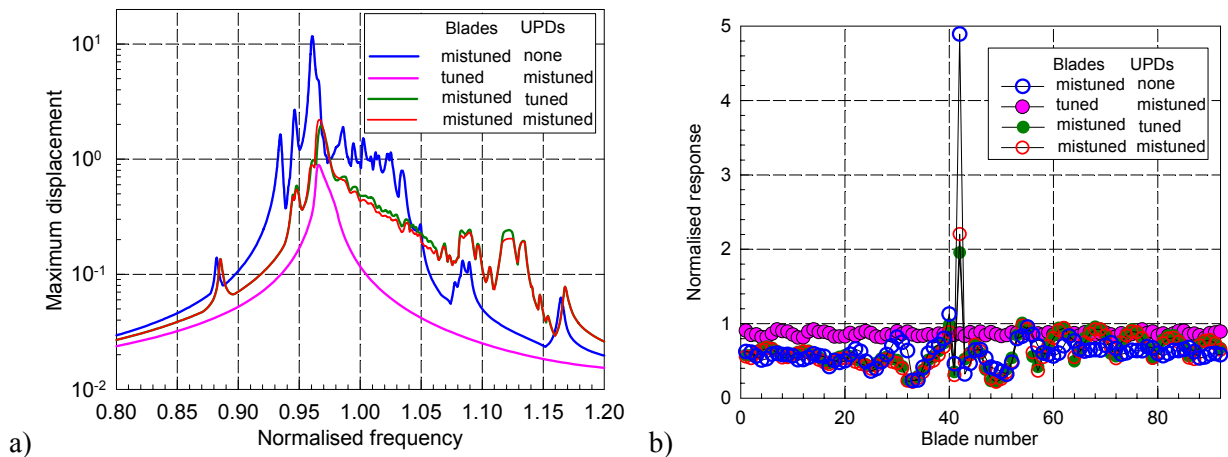 Blades UPDs
mistuned none
tuned mistuned
mistuned tuned
mistuned mistuned
10¹
10⁰
10⁻¹
10⁻²
Maximum displacement
0.80 0.85 0.90 0.95 1.00 1.05 1.10 1.15 1.20
Normalised frequency
a)
Blades UPDs
mistuned none
tuned mistuned
mistuned tuned
mistuned mistuned
5
4
3
2
1
0
Normalised response
0 20 40 60 80
Blade number
b)